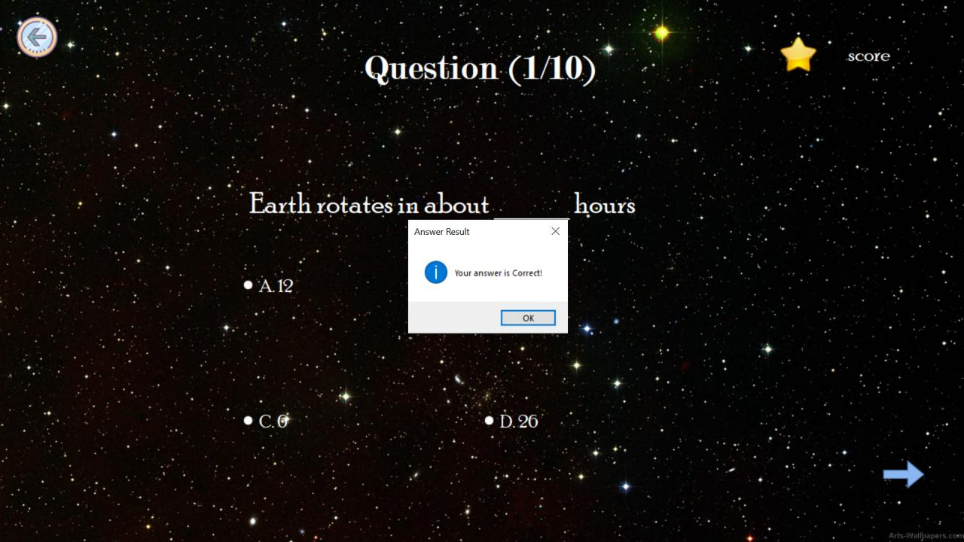 Question (1/10)
score
Earth rotates in about ______ hours
Answer Result
Your answer is Correct!
OK
A. 12
C. 6
D. 26
Arts-Wallpapers.com